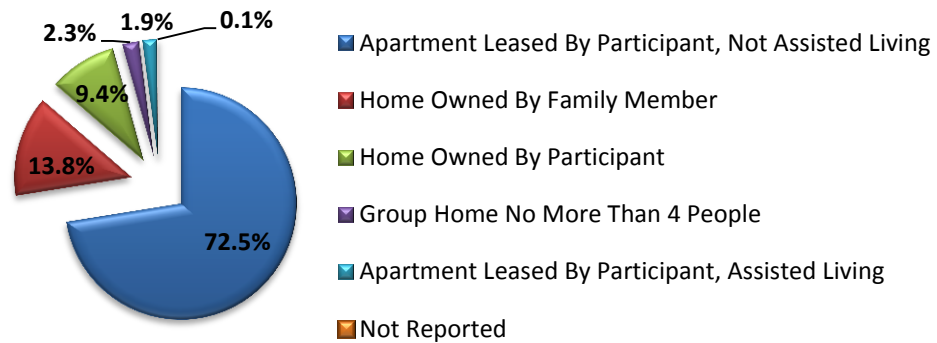 2.3%
1.9%
0.1%
9.4%
13.8%
72.5%
Apartment Leased By Participant, Not Assisted Living
Home Owned By Family Member
Home Owned By Participant
Group Home No More Than 4 People
Apartment Leased By Participant, Assisted Living
Not Reported